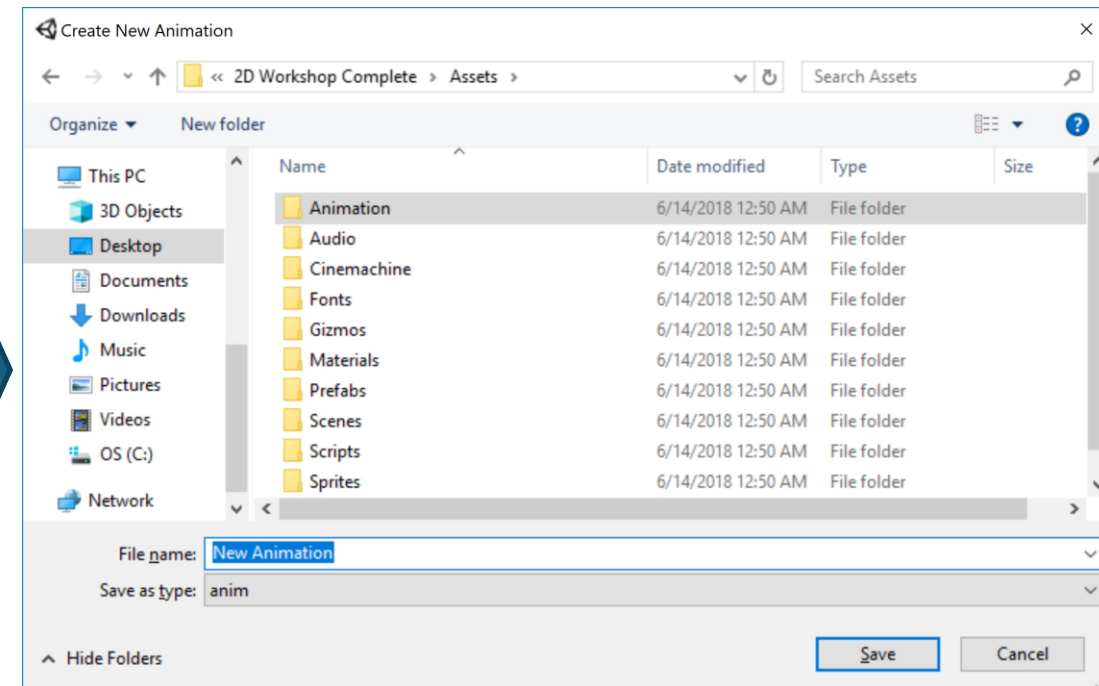 Create New Animation
« 2D Workshop Complete › Assets ›
Search Assets
Organize
New folder
?
Name Date modified Type Size
This PC
3D Objects
Desktop
Documents
Downloads
Music
Pictures
Videos
OS (C:)
Network
Animation 6/14/2018 12:50 AM File folder
Audio 6/14/2018 12:50 AM File folder
Cinemachine 6/14/2018 12:50 AM File folder
Fonts 6/14/2018 12:50 AM File folder
Gizmos 6/14/2018 12:50 AM File folder
Materials 6/14/2018 12:50 AM File folder
Prefabs 6/14/2018 12:50 AM File folder
Scenes 6/14/2018 12:50 AM File folder
Scripts 6/14/2018 12:50 AM File folder
Sprites 6/14/2018 12:50 AM File folder
File name: New Animation
Save as type: anim
Hide Folders
Save
Cancel